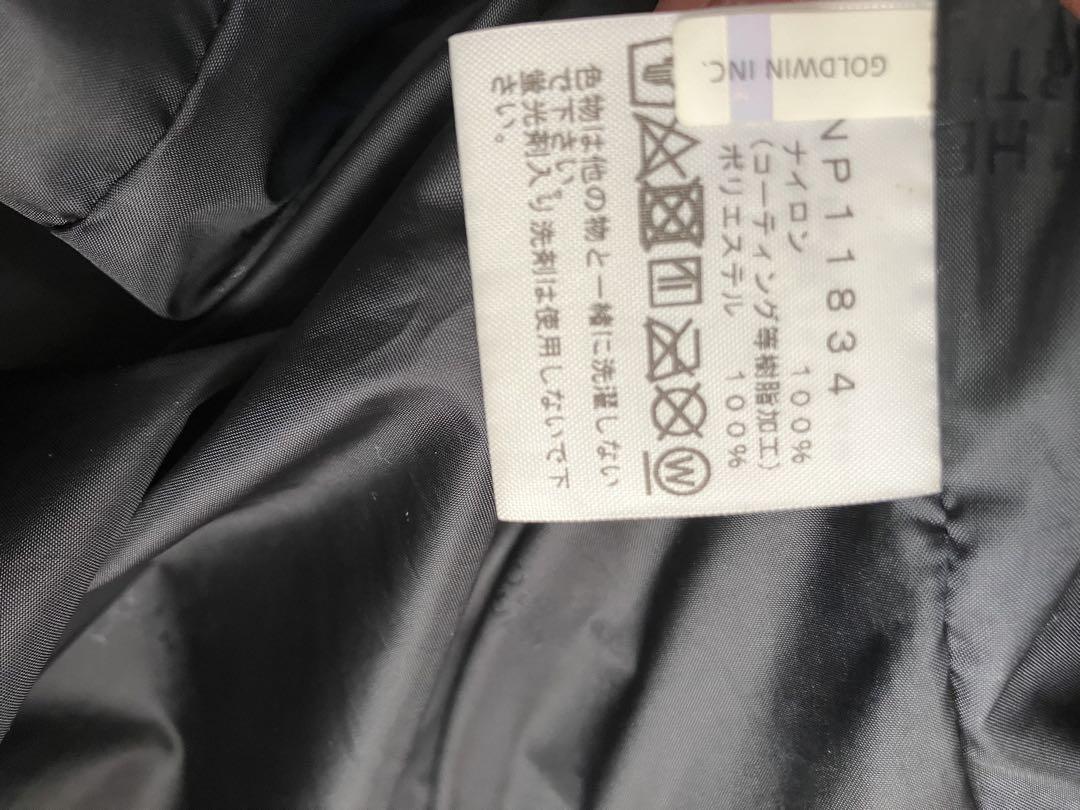 GOLDWIN INC.
NP11834
ナイロン 100%
(コーティング等樹脂加工)
ポリエステル 100%
W
色物は他の物と一緒に洗濯しない
で下さい。
蛍光剤入り洗剤は使用しないで下
さい。